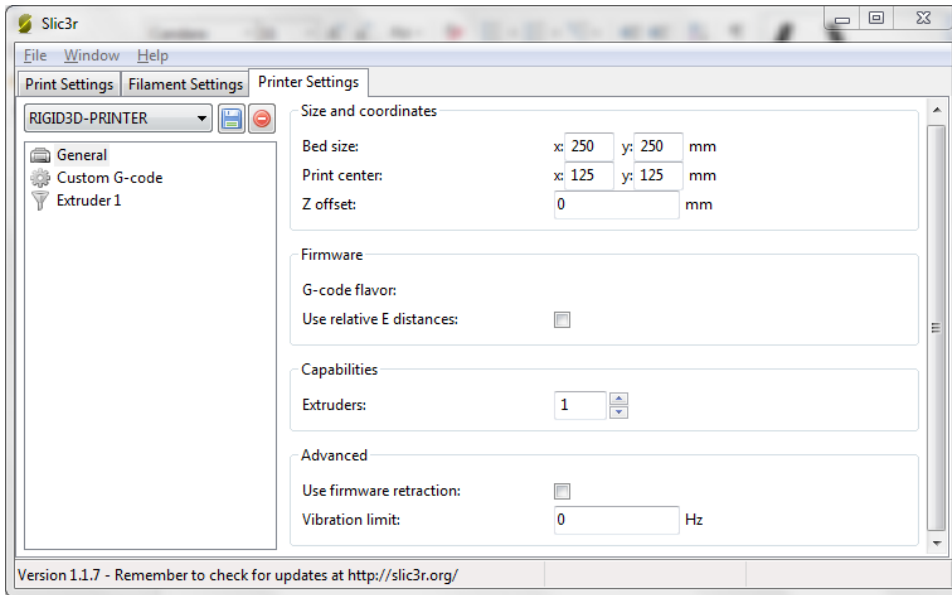 Slic3r
File Window Help
Print Settings Filament Settings Printer Settings
RIGID3D-PRINTER
General
Custom G-code
Extruder 1
Size and coordinates
Bed size: x: 250 y: 250 mm
Print center: x: 125 y: 125 mm
Z offset: 0 mm
Firmware
G-code flavor:
Use relative E distances:
Capabilities
Extruders: 1
Advanced
Use firmware retraction:
Vibration limit: 0 Hz
Version 1.1.7 - Remember to check for updates at http://slic3r.org/